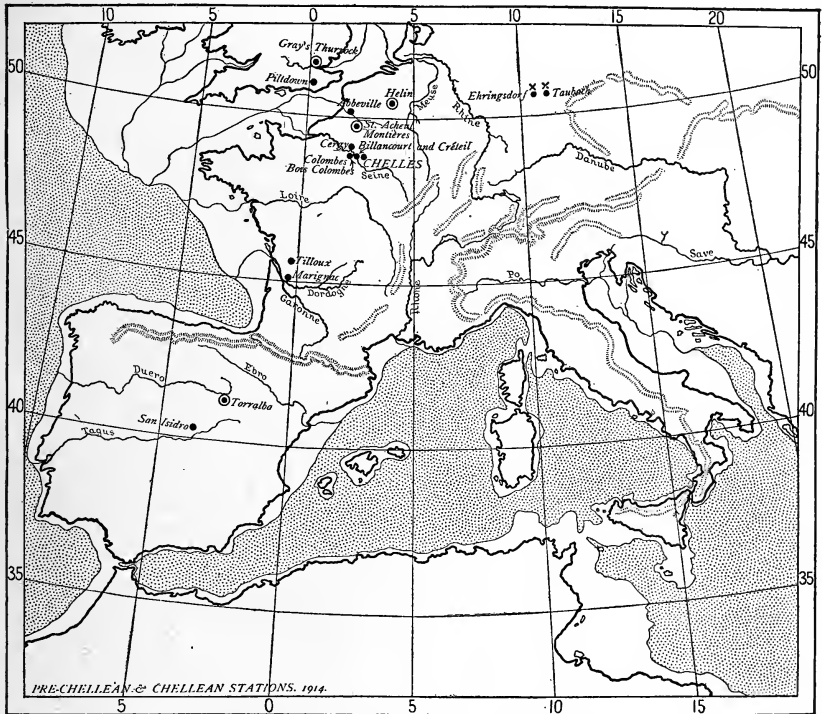 10 5 0 5 10 15 20
50 50
Gray's Thurrock
Piltdown
Helin
Abbeville
Meuse
Rhine
Ehringsdorf × × Taubach
St. Acheul
Montières
Cergy Billancourt and Créteil
Colombes CHELLES
Bois Colombes
Seine
Danube
Loire
45 45
Tilloux
Marignac
Dordogne
Garonne
Rhone
Po
Save
Duero
Ebro
Torralba
40 40
San Isidro
Tagus
35 35
PRE-CHELLEAN & CHELLEAN STATIONS. 1914.
5 0 5 10 15